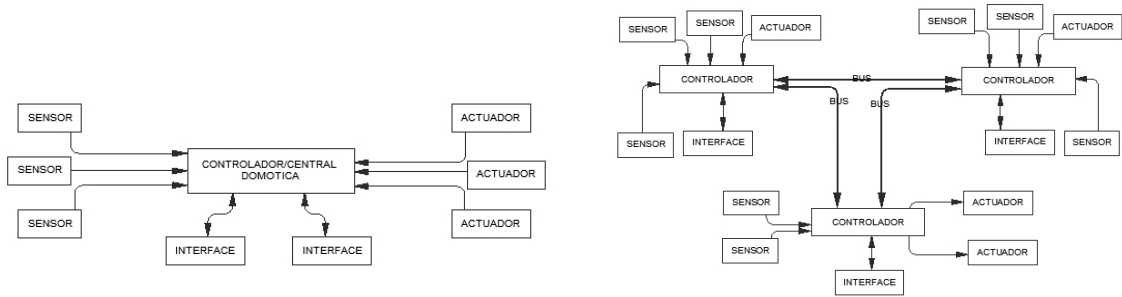 SENSOR
SENSOR
SENSOR
CONTROLADOR/CENTRAL
DOMOTICA
ACTUADOR
ACTUADOR
ACTUADOR
INTERFACE
INTERFACE
SENSOR
SENSOR
ACTUADOR
CONTROLADOR
SENSOR
INTERFACE
BUS
BUS
BUS
SENSOR
SENSOR
ACTUADOR
CONTROLADOR
INTERFACE
SENSOR
SENSOR
SENSOR
CONTROLADOR
ACTUADOR
ACTUADOR
INTERFACE